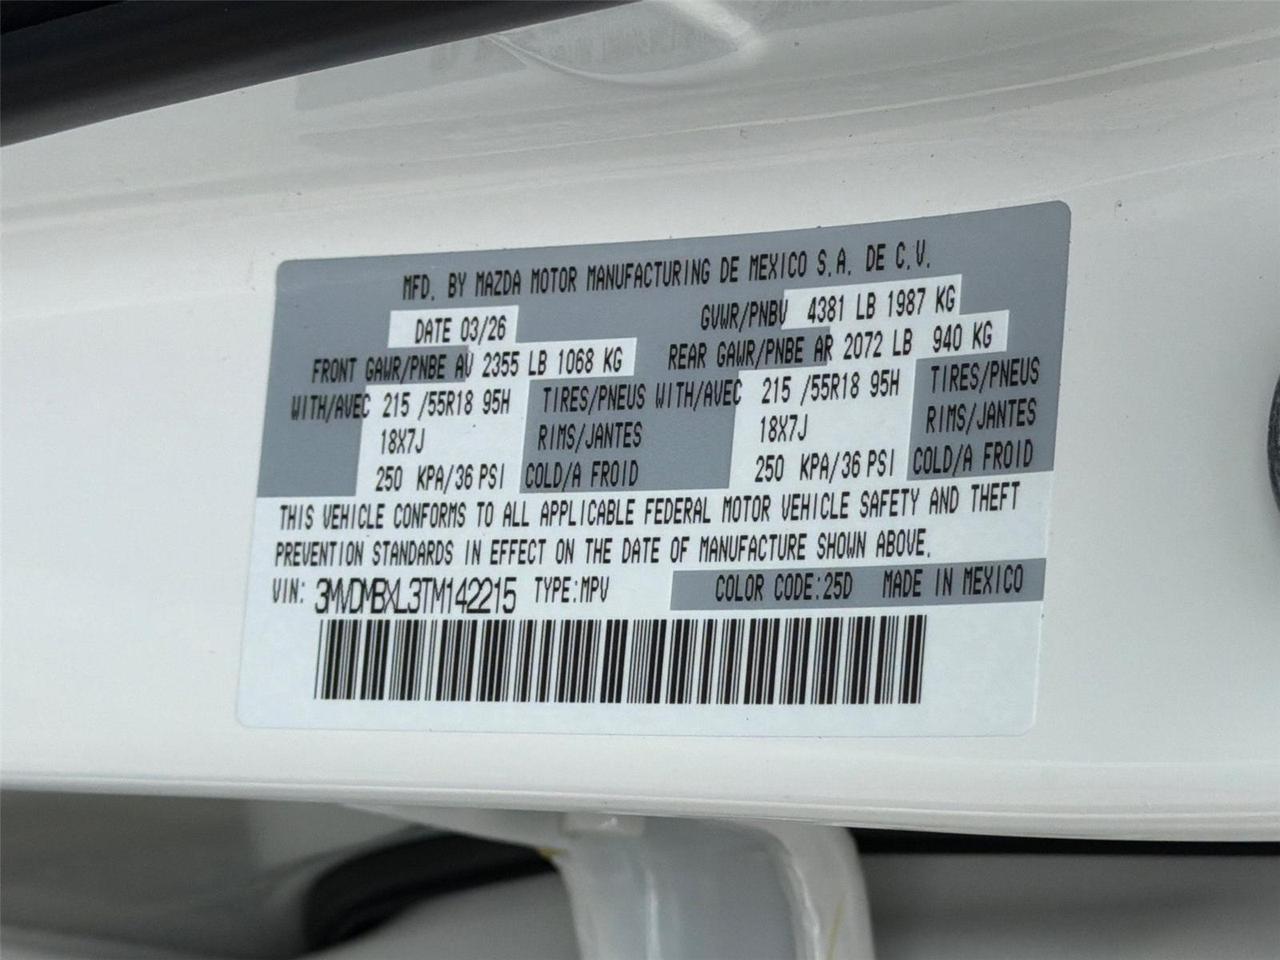 MFD. BY MAZDA MOTOR MANUFACTURING DE MEXICO S.A. DE C.V.
DATE 03/26 GVWR/PNBV 4381 LB 1987 KG
FRONT GAWR/PNBE AV 2355 LB 1068 KG REAR GAWR/PNBE AR 2072 LB 940 KG
WITH/AVEC 215 /55R18 95H TIRES/PNEUS WITH/AVEC 215 /55R18 95H TIRES/PNEUS
18X7J RIMS/JANTES 18X7J RIMS/JANTES
250 KPA/36 PSI COLD/A FROID 250 KPA/36 PSI COLD/A FROID
THIS VEHICLE CONFORMS TO ALL APPLICABLE FEDERAL MOTOR VEHICLE SAFETY AND THEFT
PREVENTION STANDARDS IN EFFECT ON THE DATE OF MANUFACTURE SHOWN ABOVE.
VIN: 3MVDMBXL3TM142215 TYPE:MPV COLOR CODE:25D MADE IN MEXICO